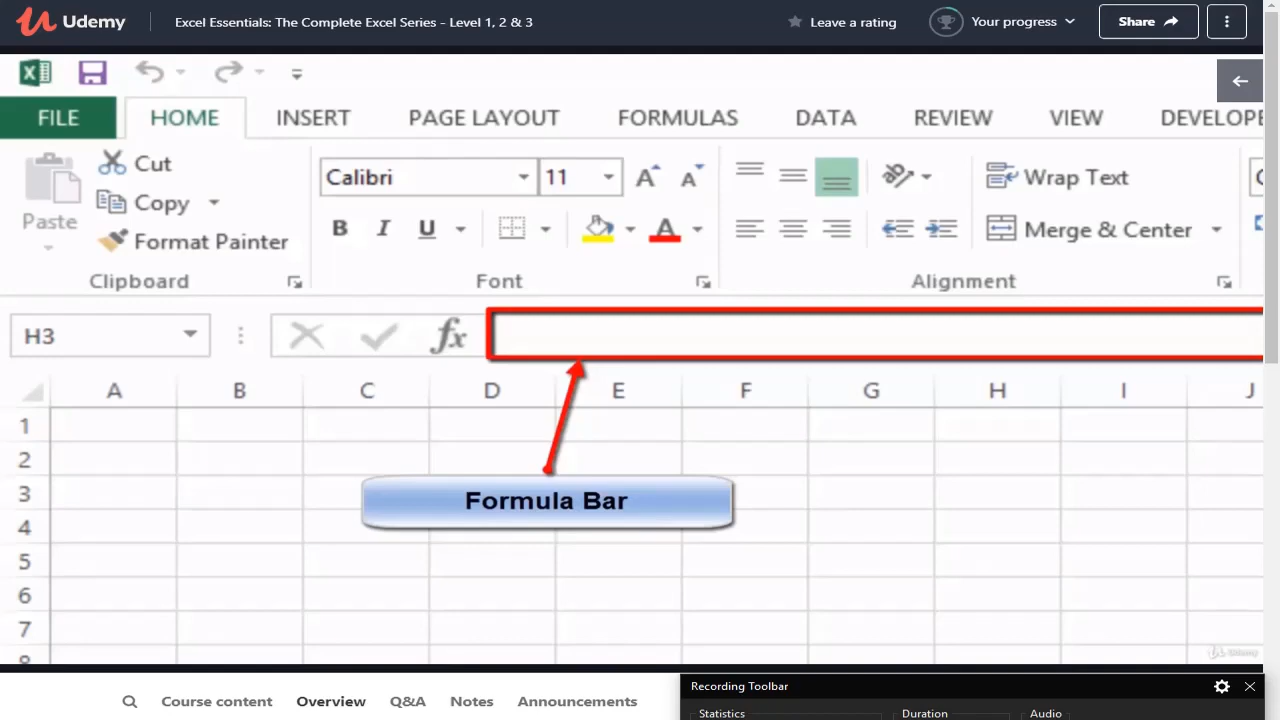 Udemy
Excel Essentials: The Complete Excel Series - Level 1, 2 & 3
Leave a rating
Your progress
Share
FILE HOME INSERT PAGE LAYOUT FORMULAS DATA REVIEW VIEW DEVELOPE
Paste
Cut
Copy
Format Painter
Clipboard
Calibri 11 A A
B I U A
Font
Wrap Text
Merge & Center
Alignment
H3 fx
A B C D E F G H I J
1
2
3
4
5
6
7
8
Formula Bar
Udemy
Course content Overview Q&A Notes Announcements
Recording Toolbar
Statistics Duration Audio